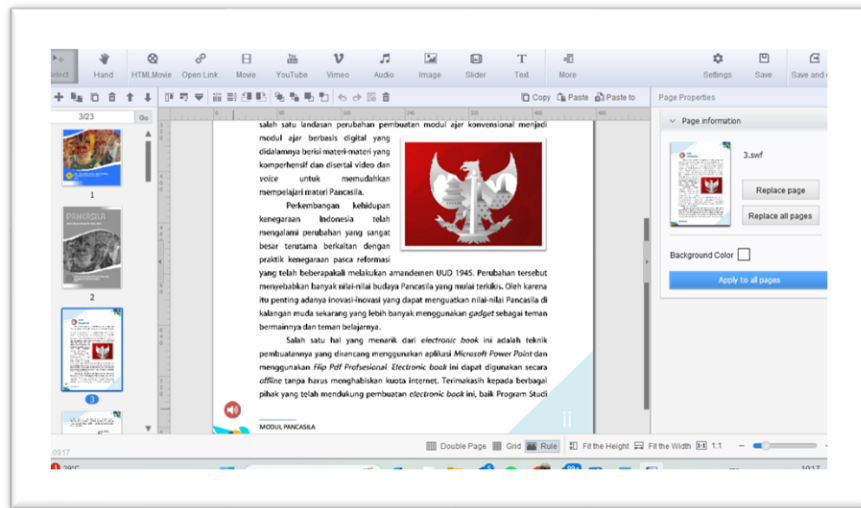 Hand
HTMLMovie
Open Link
Movie
YouTube
Vimeo
Audio
Image
Slider
Text
More
Settings
Save
Save and
Copy
Paste
Paste to
Page Properties
3/23
Go
1
PANCASILA
2
3
salah satu landasan perubahan pembuatan modul ajar konvensional menjadi
modul ajar berbasis digital yang
didalamnya berisi materi-materi yang
komperhensif dan disertai video dan
voice untuk memudahkan
mempelajari materi Pancasila.
Perkembangan kehidupan
kenegaraan Indonesia telah
mengalami perubahan yang sangat
besar terutama berkaitan dengan
praktik kenegaraan pasca reformasi
yang telah beberapakali melakukan amandemen UUD 1945. Perubahan tersebut
menyebabkan banyak nilai-nilai budaya Pancasila yang mulai terkikis. Oleh karena
itu penting adanya inovasi-inovasi yang dapat menguatkan nilai-nilai Pancasila di
kalangan muda sekarang yang lebih banyak menggunakan gadget sebagai teman
bermainnya dan teman belajarnya.
Salah satu hal yang menarik dari electronic book ini adalah teknik
pembuatannya yang dirancang menggunakan aplikasi Microsoft Power Point dan
menggunakan Flip Pdf Profsesional. Electronic book ini dapat digunakan secara
offline tanpa harus menghabiskan kuota internet. Terimakasih kepada berbagai
pihak yang telah mendukung pembuatan electronic book ini, baik Program Studi
MODUL PANCASILA
ii
Page information
3.swf
Replace page
Replace all pages
Background Color
Apply to all pages
Double Page
Grid
Rule
Fit the Height
Fit the Width
1:1
10:17